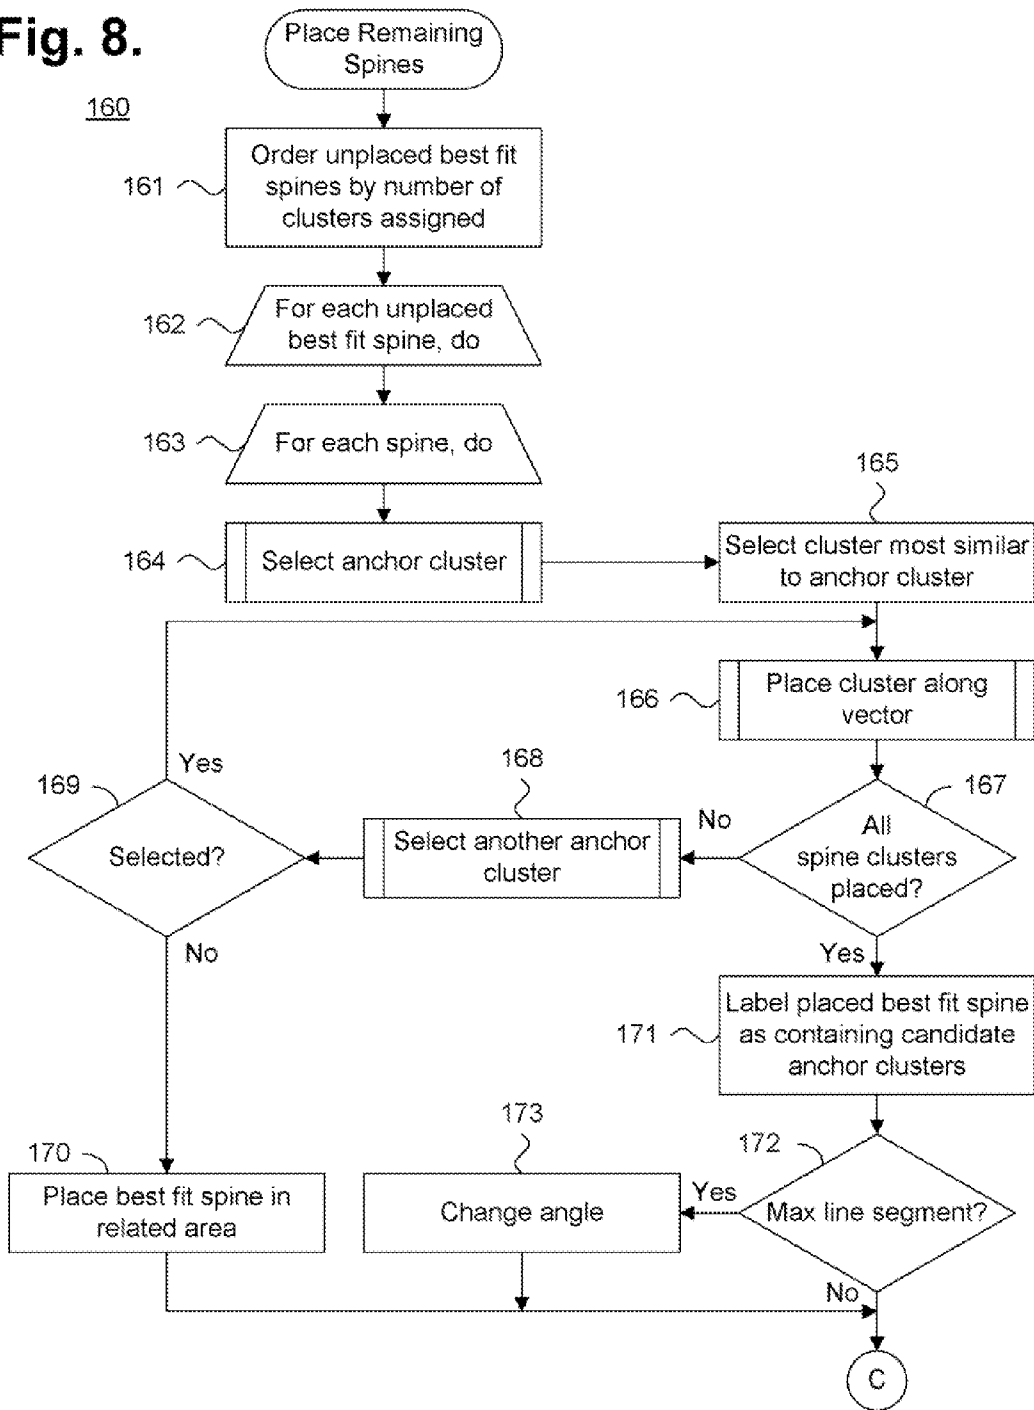 Fig. 8.
160
Place Remaining
Spines
161
Order unplaced best fit
spines by number of
clusters assigned
162
For each unplaced
best fit spine, do
163
For each spine, do
164
Select anchor cluster
165
Select cluster most similar
to anchor cluster
166
Place cluster along
vector
167
All
spine clusters
placed?
No
Yes
168
Select another anchor
cluster
169
Selected?
Yes
No
170
Place best fit spine in
related area
171
Label placed best fit spine
as containing candidate
anchor clusters
172
Max line segment?
Yes
No
173
Change angle
C